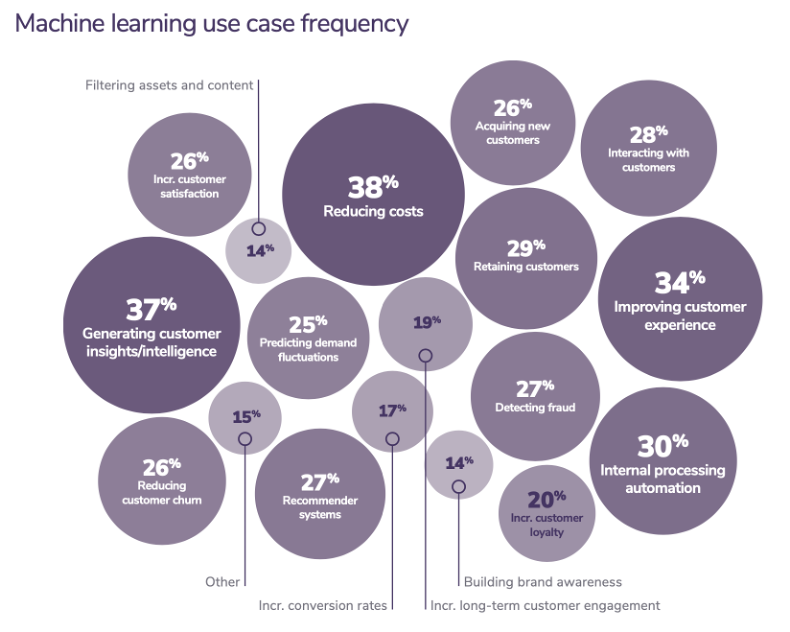 Machine learning use case frequency
Filtering assets and content
26%
Acquiring new
customers
28%
Interacting with
customers
26%
Incr. customer
satisfaction
38%
Reducing costs
14%
29%
Retaining customers
34%
Improving customer
experience
37%
Generating customer
insights/intelligence
25%
Predicting demand
fluctuations
19%
27%
Detecting fraud
15%
17%
30%
Internal processing
automation
26%
Reducing
customer churn
27%
Recommender
systems
14%
20%
Incr. customer
loyalty
Other
Building brand awareness
Incr. conversion rates
Incr. long-term customer engagement